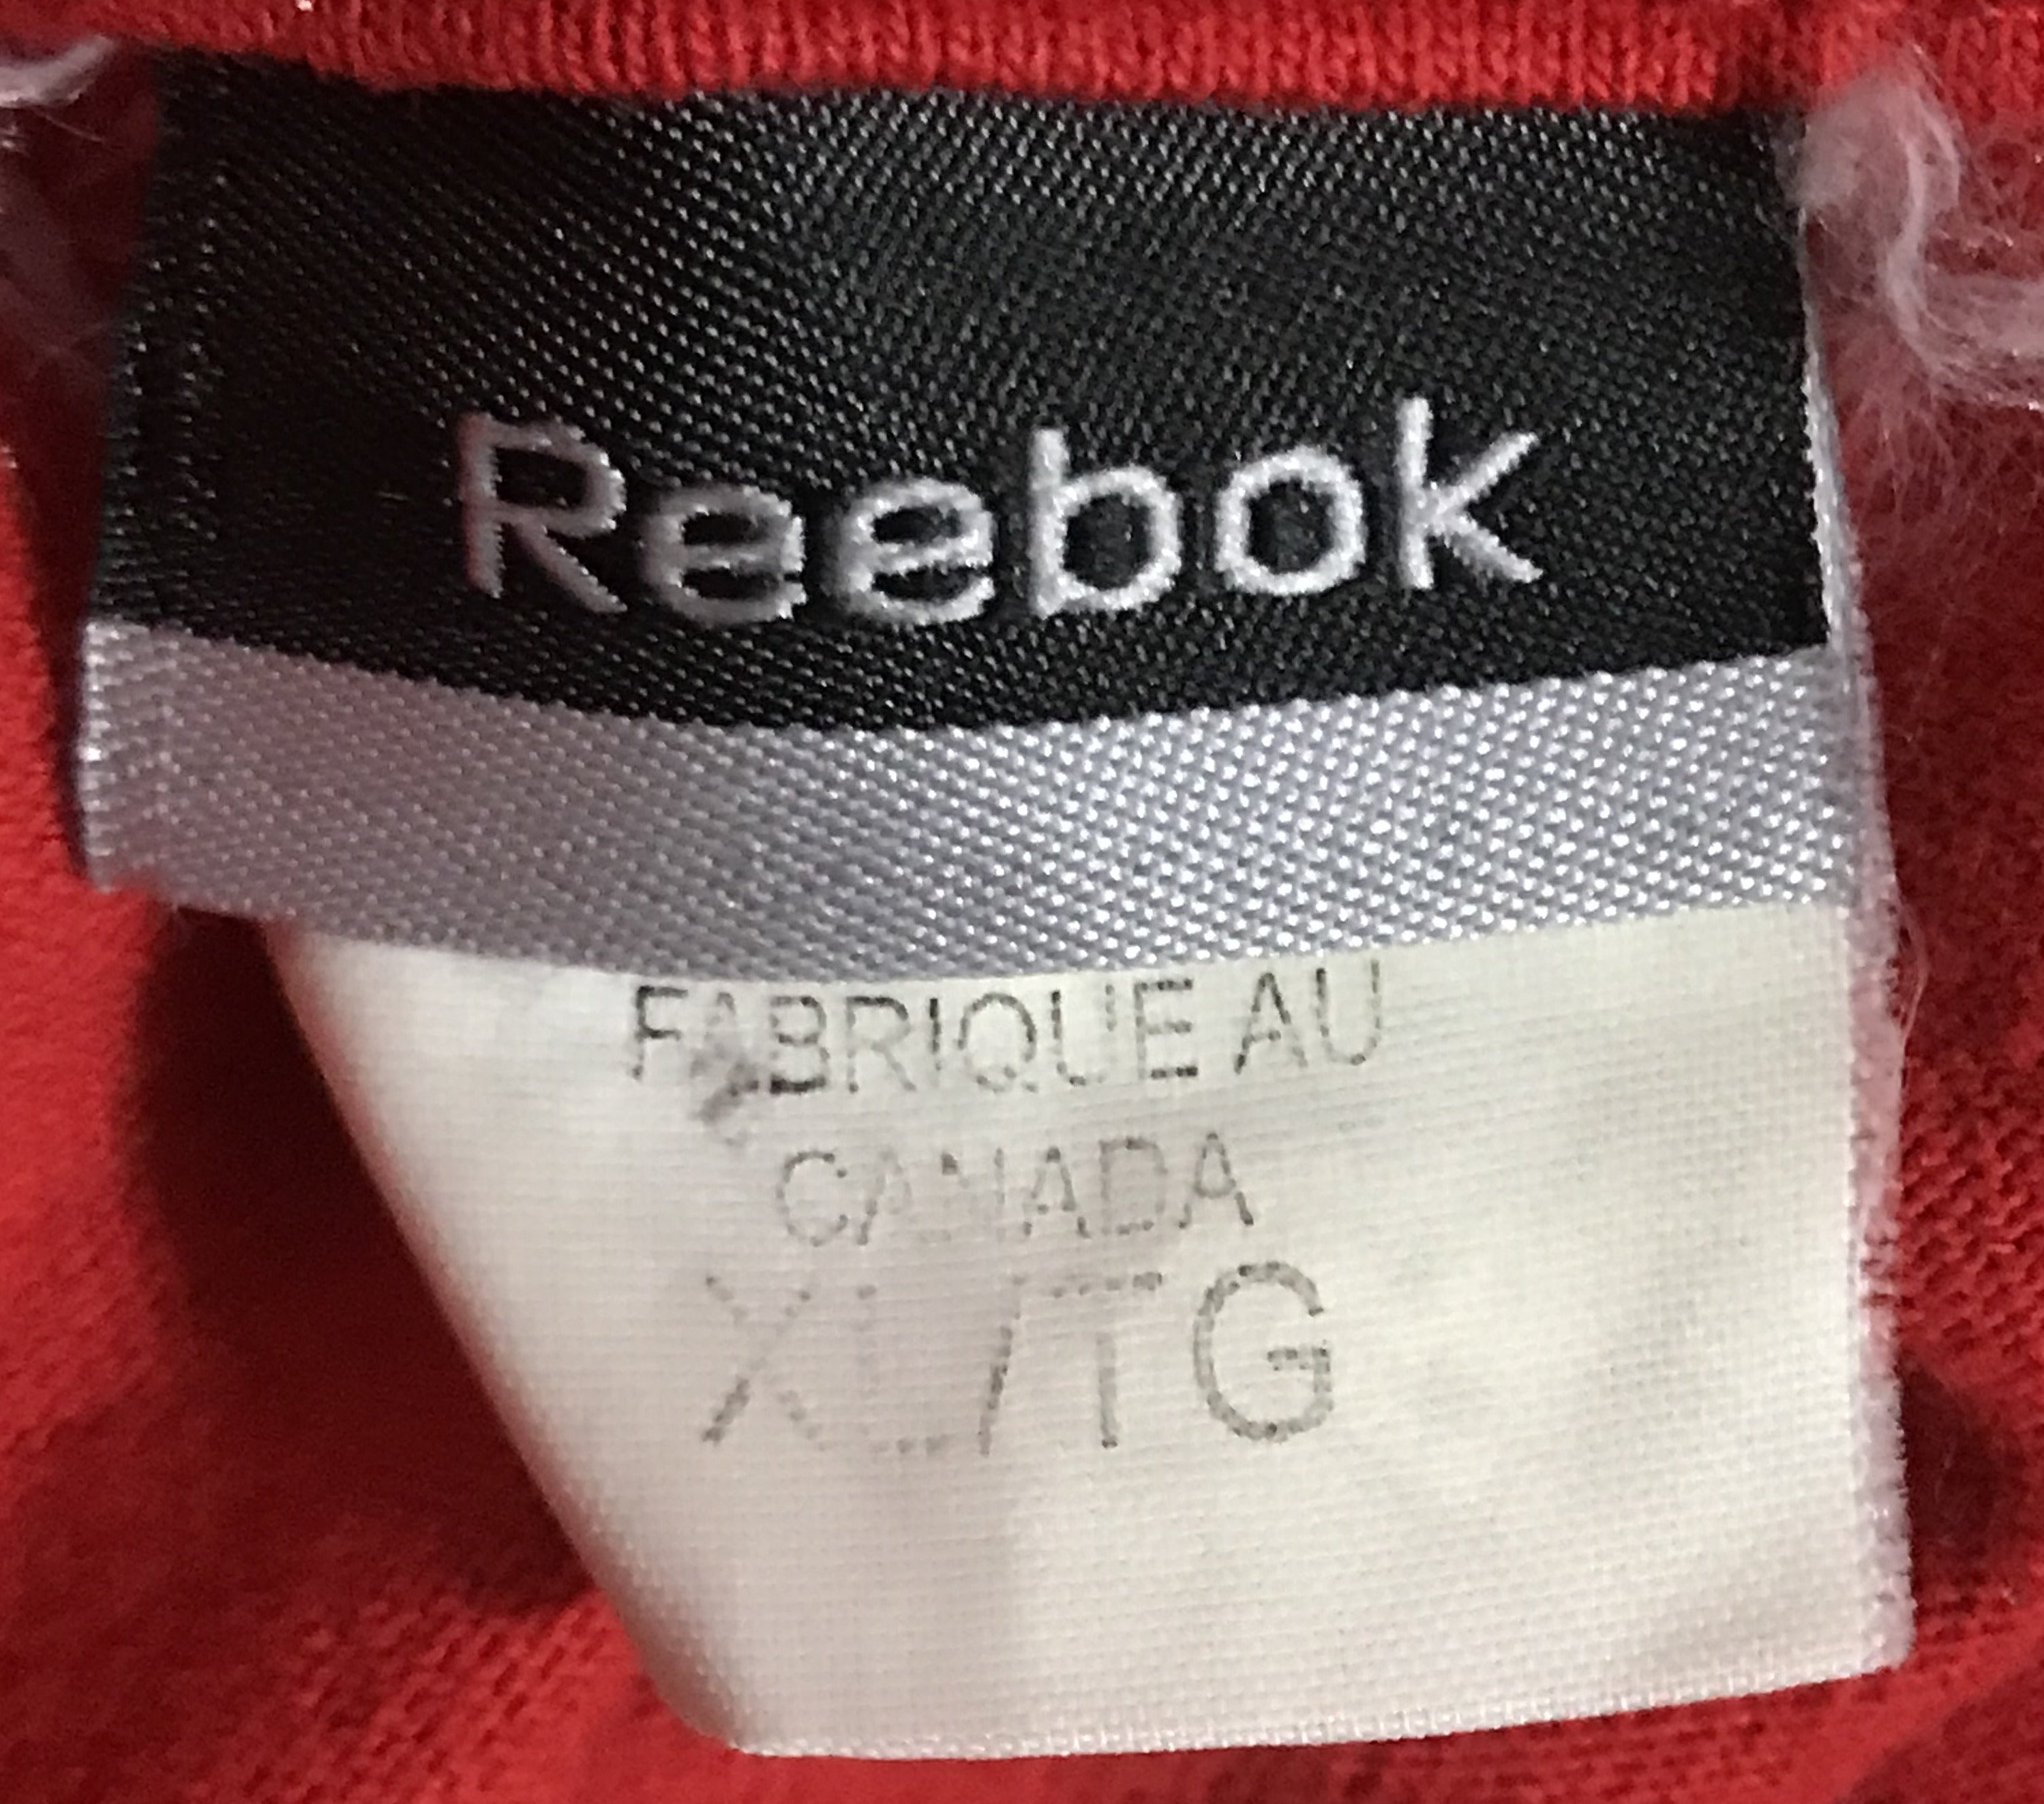 Reebok
FABRIQUE AU
CANADA
XL/TG